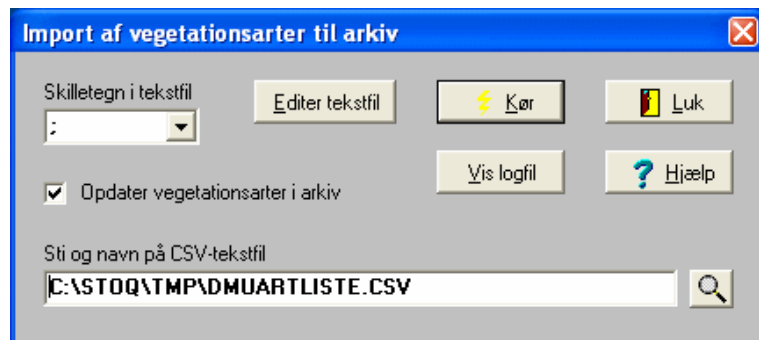 Import af vegetationsarter til arkiv
Skilletegn i tekstfil
;
Editer tekstfil
Kør
Luk
Vis logfil
Hjælp
Opdater vegetationsarter i arkiv
Sti og navn på CSV-tekstfil
C:\STOQ\TMP\DMUARTLISTE.CSV